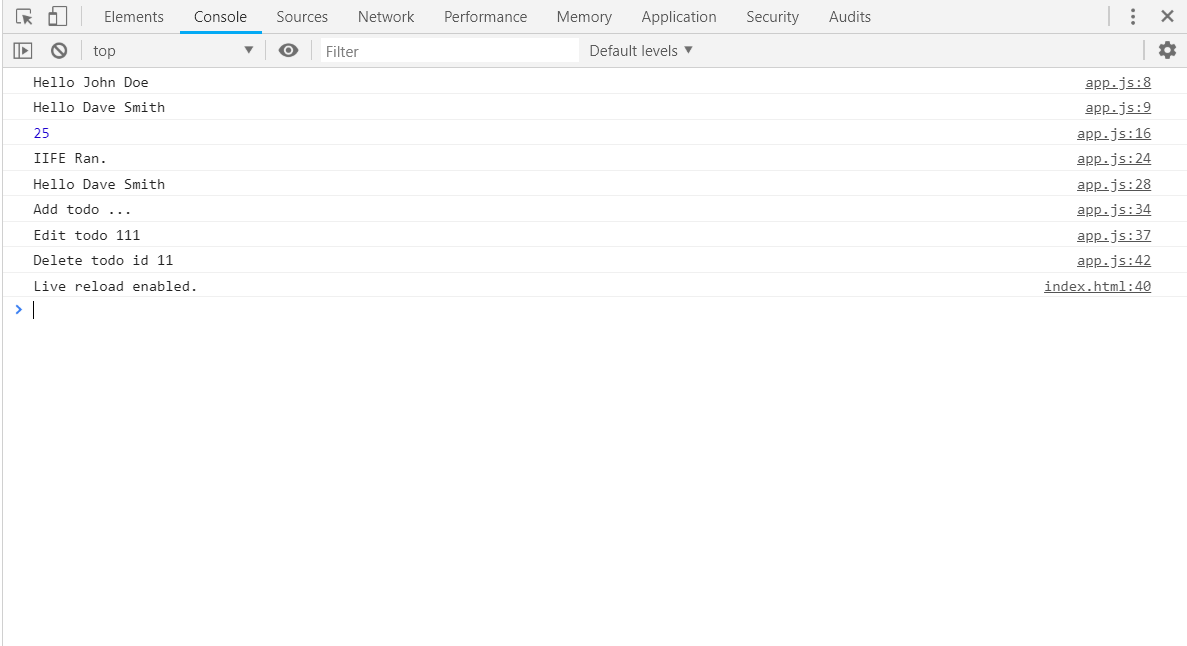 Elements Console Sources Network Performance Memory Application Security Audits
top Filter Default levels
Hello John Doe app.js:8
Hello Dave Smith app.js:9
25 app.js:16
IIFE Ran. app.js:24
Hello Dave Smith app.js:28
Add todo ... app.js:34
Edit todo 111 app.js:37
Delete todo id 11 app.js:42
Live reload enabled. index.html:40